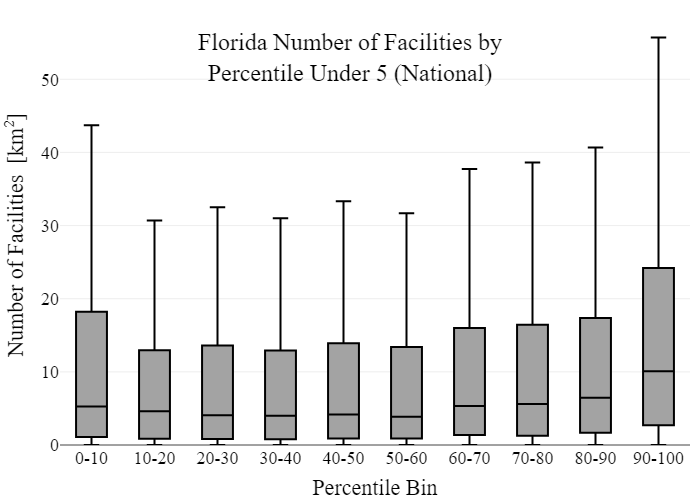 Florida Number of Facilities by
Percentile Under 5 (National)
Number of Facilities [km²]
50
40
30
20
10
0
0-10 10-20 20-30 30-40 40-50 50-60 60-70 70-80 80-90 90-100
Percentile Bin